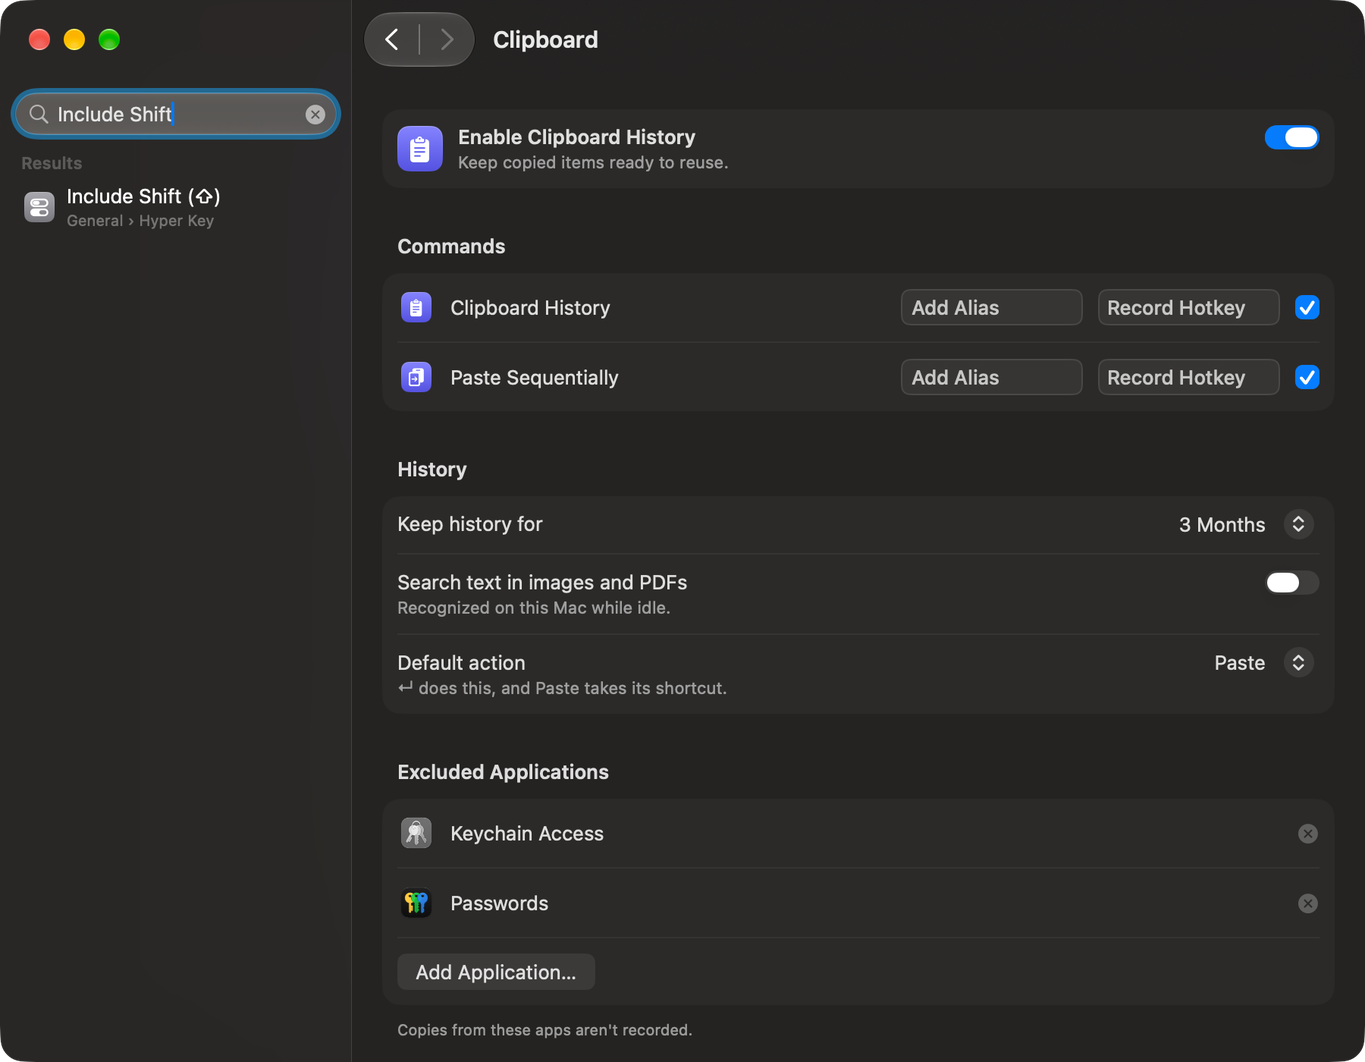 Include Shift
Results
Include Shift (⇧)
General › Hyper Key
Clipboard
Enable Clipboard History
Keep copied items ready to reuse.
Commands
Clipboard History
Add Alias
Record Hotkey
Paste Sequentially
Add Alias
Record Hotkey
History
Keep history for
3 Months
Search text in images and PDFs
Recognized on this Mac while idle.
Default action
Paste
↩ does this, and Paste takes its shortcut.
Excluded Applications
Keychain Access
Passwords
Add Application...
Copies from these apps aren't recorded.